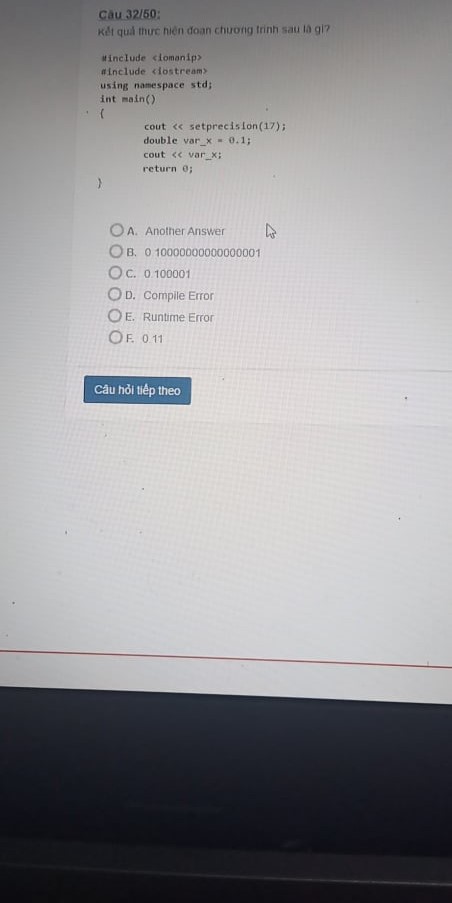 Câu 32/50:
Kết quả thực hiện đoạn chương trình sau là gì?
#include <iomanip>
#include <iostream>
using namespace std;
int main()
{
cout << setprecision(17);
double var_x = 0.1;
cout << var_x;
return 0;
}
A. Another Answer
B. 0.10000000000000001
C. 0.100001
D. Compile Error
E. Runtime Error
F. 0.11
Câu hỏi tiếp theo